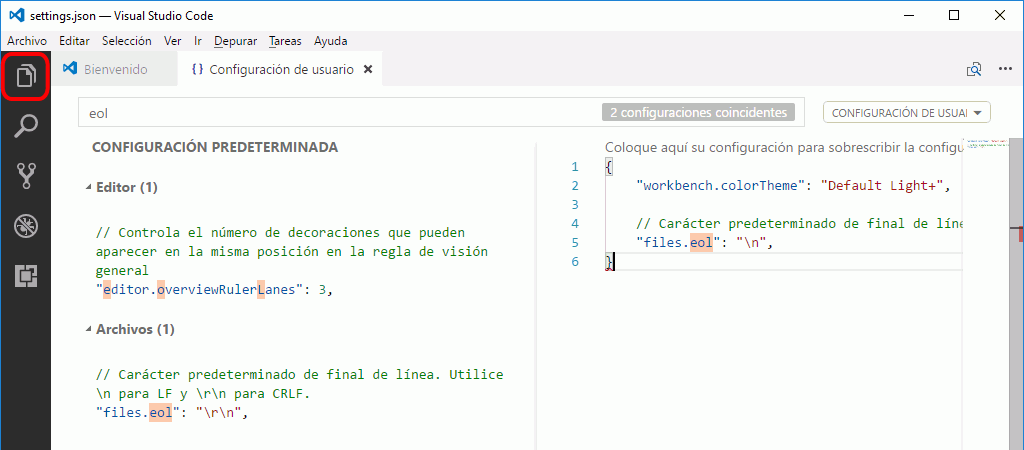 settings.json — Visual Studio Code
Archivo Editar Selección Ver Ir Depurar Tareas Ayuda
Bienvenido
{ } Configuración de usuario
eol
2 configuraciones coincidentes
CONFIGURACIÓN DE USUAI
CONFIGURACIÓN PREDETERMINADA
Editor (1)
// Controla el número de decoraciones que pueden
aparecer en la misma posición en la regla de visión
general
"editor.overviewRulerLanes": 3,
Archivos (1)
// Carácter predeterminado de final de línea. Utilice
\n para LF y \r\n para CRLF.
"files.eol": "\r\n",
Coloque aquí su configuración para sobrescribir la configu
1 {
2 "workbench.colorTheme": "Default Light+",
3
4 // Carácter predeterminado de final de líne
5 "files.eol": "\n",
6 }